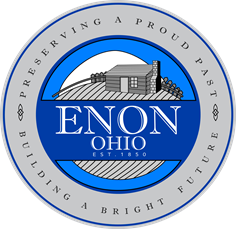 PRESERVING A PROUD PAST
ENON
OHIO
EST. 1850
BUILDING A BRIGHT FUTURE